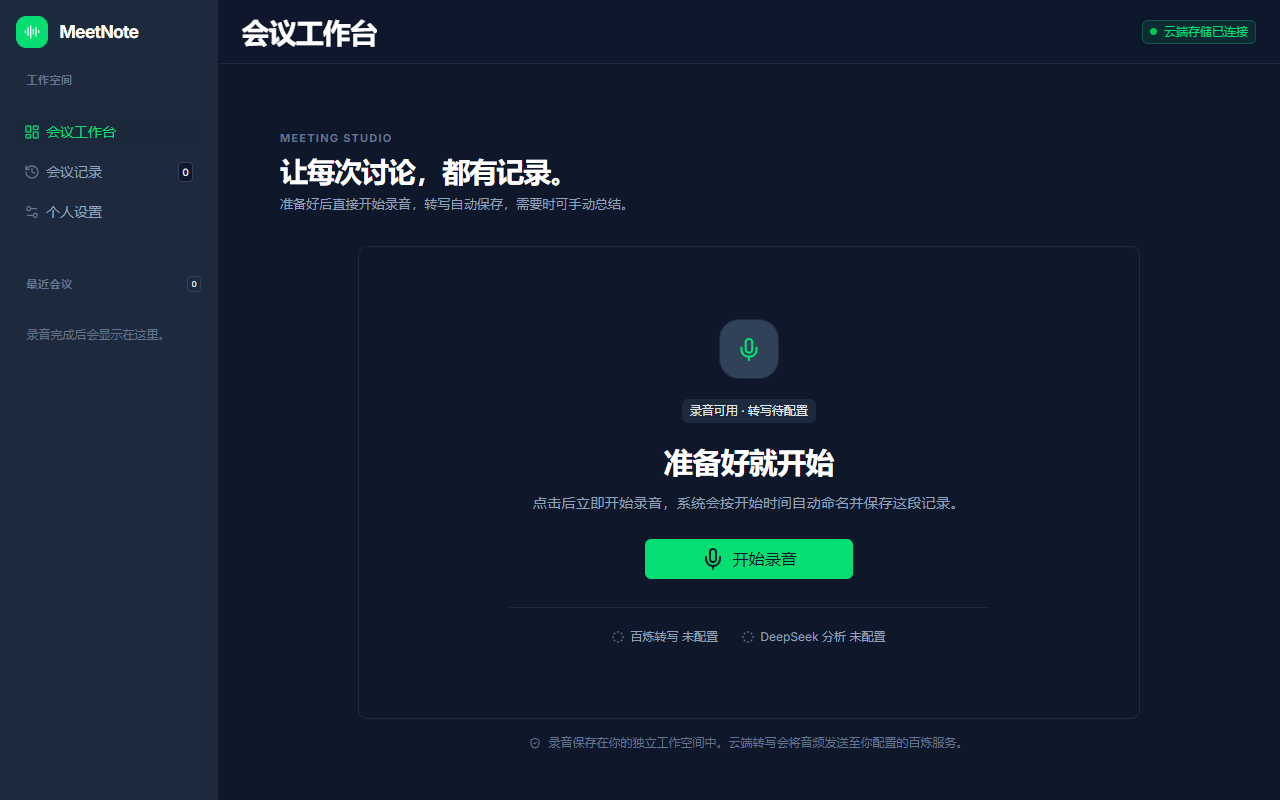 MeetNote
工作空间
会议工作台
会议记录 0
个人设置
最近会议 0
录音完成后会显示在这里。
会议工作台
云端存储已连接
MEETING STUDIO
让每次讨论，都有记录。
准备好后直接开始录音，转写自动保存，需要时可手动总结。
录音可用 · 转写待配置
准备好就开始
点击后立即开始录音，系统会按开始时间自动命名并保存这段记录。
开始录音
百炼转写 未配置 DeepSeek 分析 未配置
录音保存在你的独立工作空间中。云端转写会将音频发送至你配置的百炼服务。